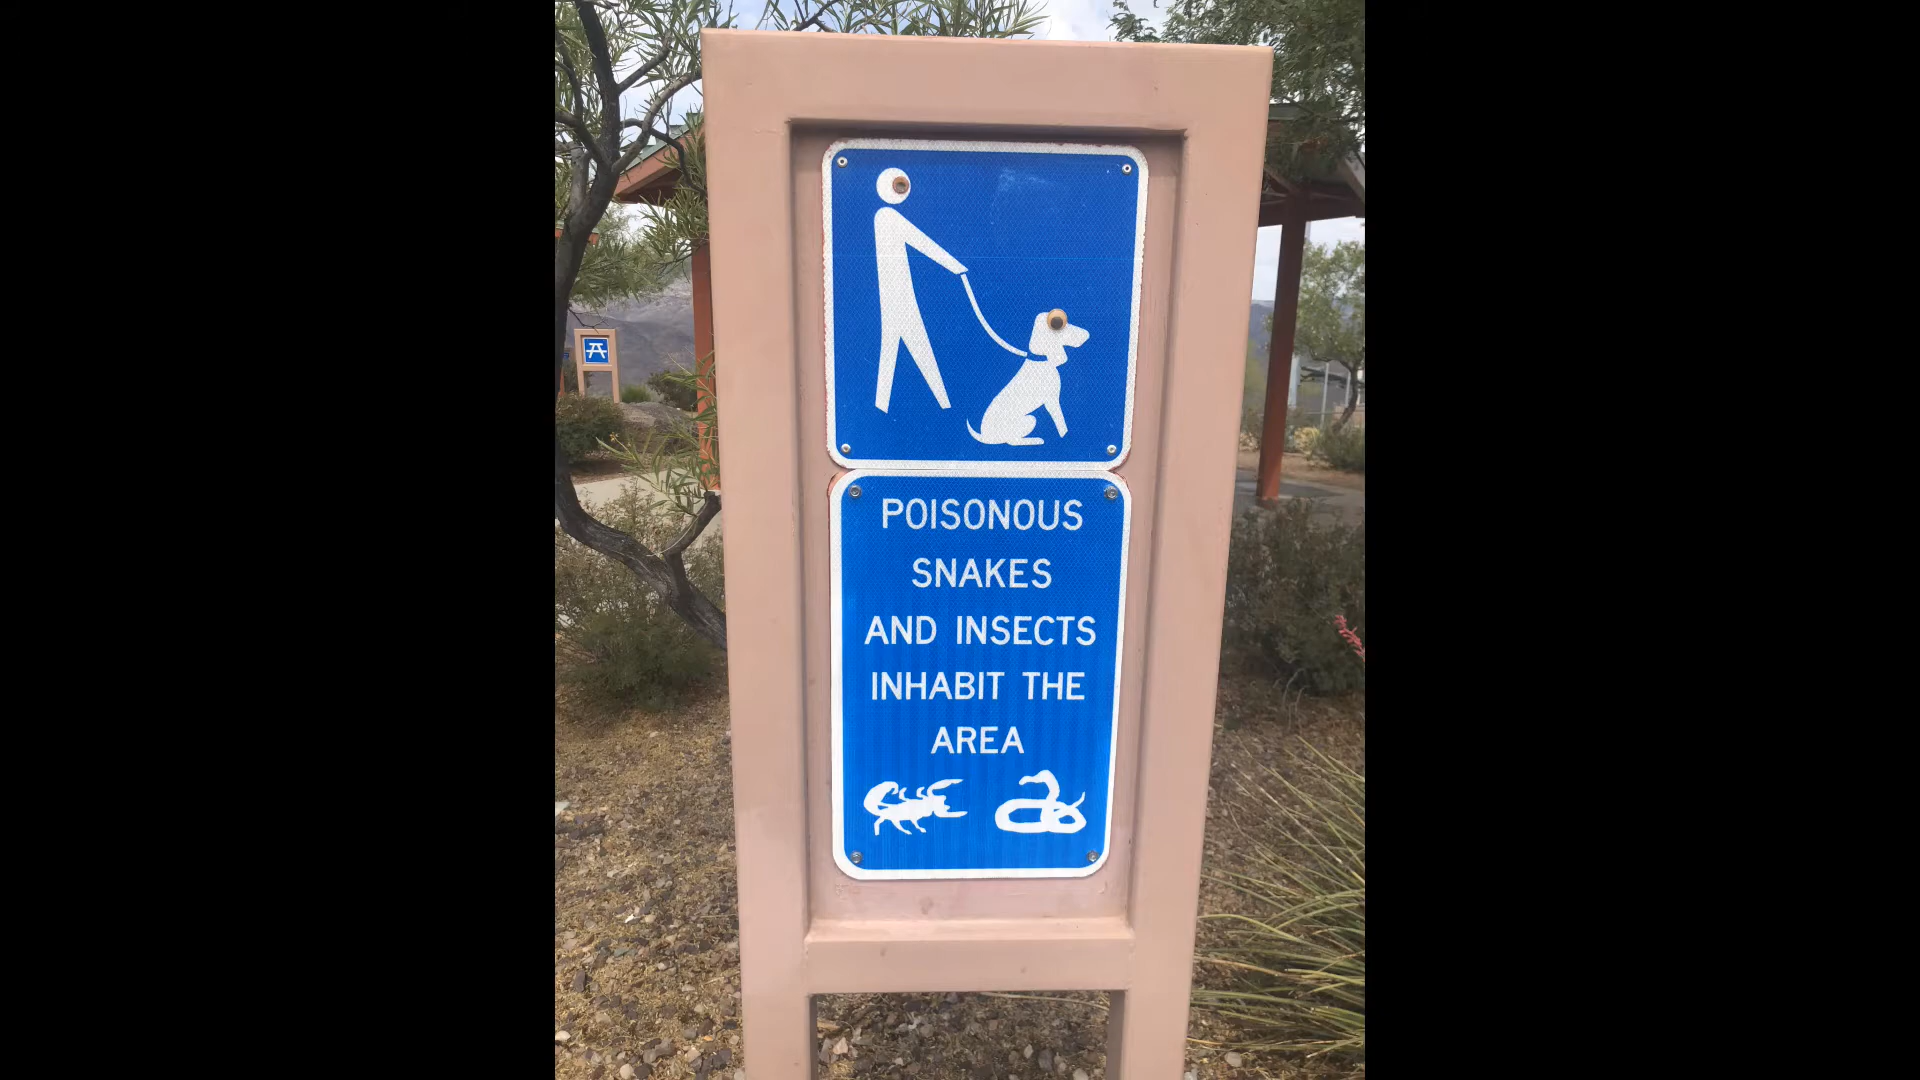 POISONOUS
SNAKES
AND INSECTS
INHABIT THE
AREA